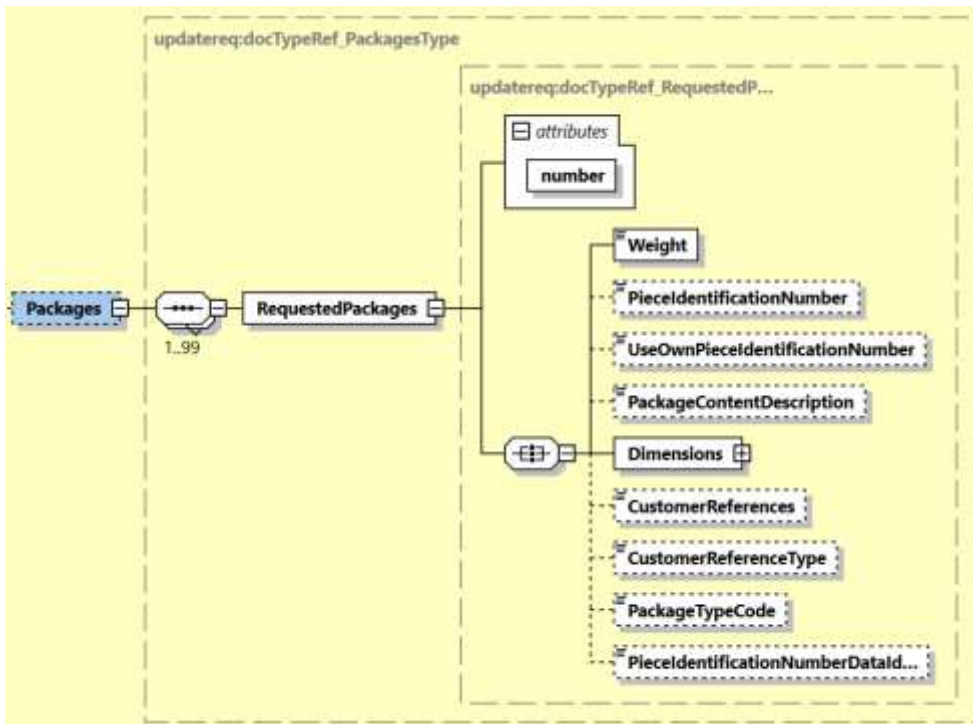 updatereq:docTypeRef_PackagesType
updatereq:docTypeRef_RequestedP...
attributes
number
Weight
PieceIdentificationNumber
Packages
RequestedPackages
1..99
UseOwnPieceIdentificationNumber
PackageContentDescription
Dimensions
CustomerReferences
CustomerReferenceType
PackageTypeCode
PieceIdentificationNumberDataId...